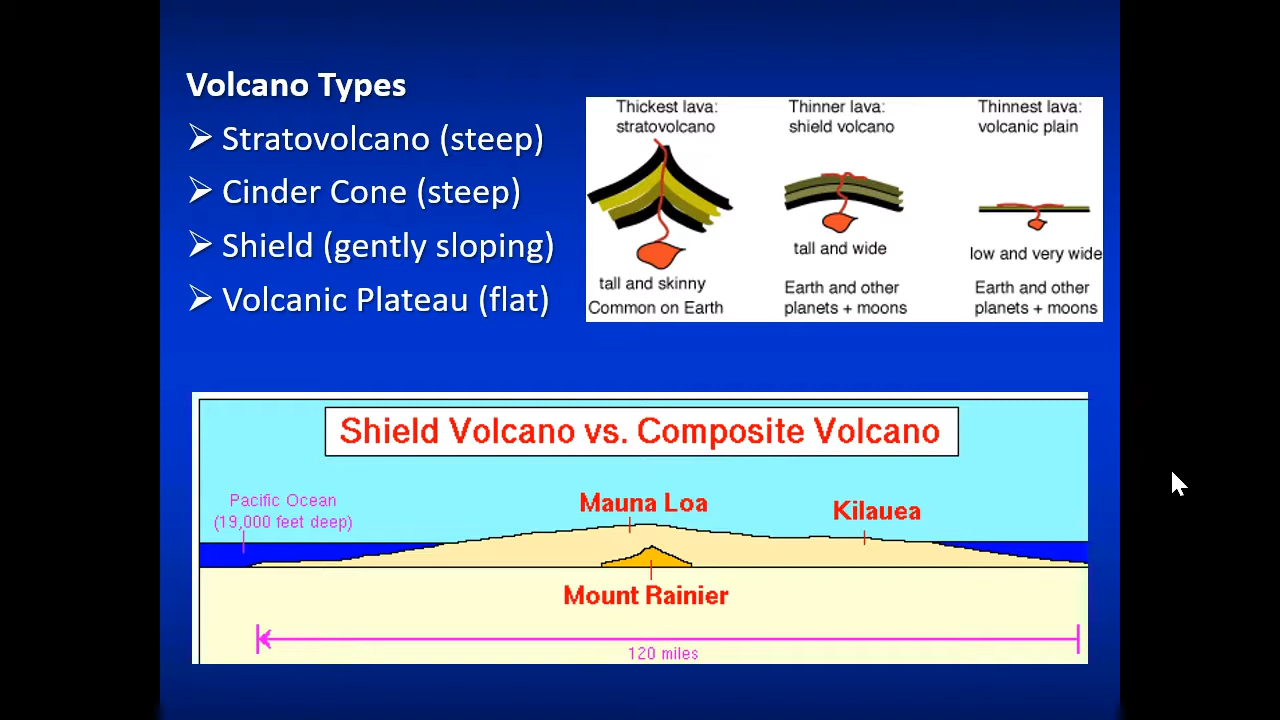 Volcano Types
Stratovolcano (steep)
Cinder Cone (steep)
Shield (gently sloping)
Volcanic Plateau (flat)
Thickest lava:
stratovolcano
tall and skinny
Common on Earth
Thinner lava:
shield volcano
tall and wide
Earth and other
planets + moons
Thinnest lava:
volcanic plain
low and very wide
Earth and other
planets + moons
Shield Volcano vs. Composite Volcano
Pacific Ocean
(19,000 feet deep)
Mauna Loa
Kilauea
Mount Rainier
120 miles